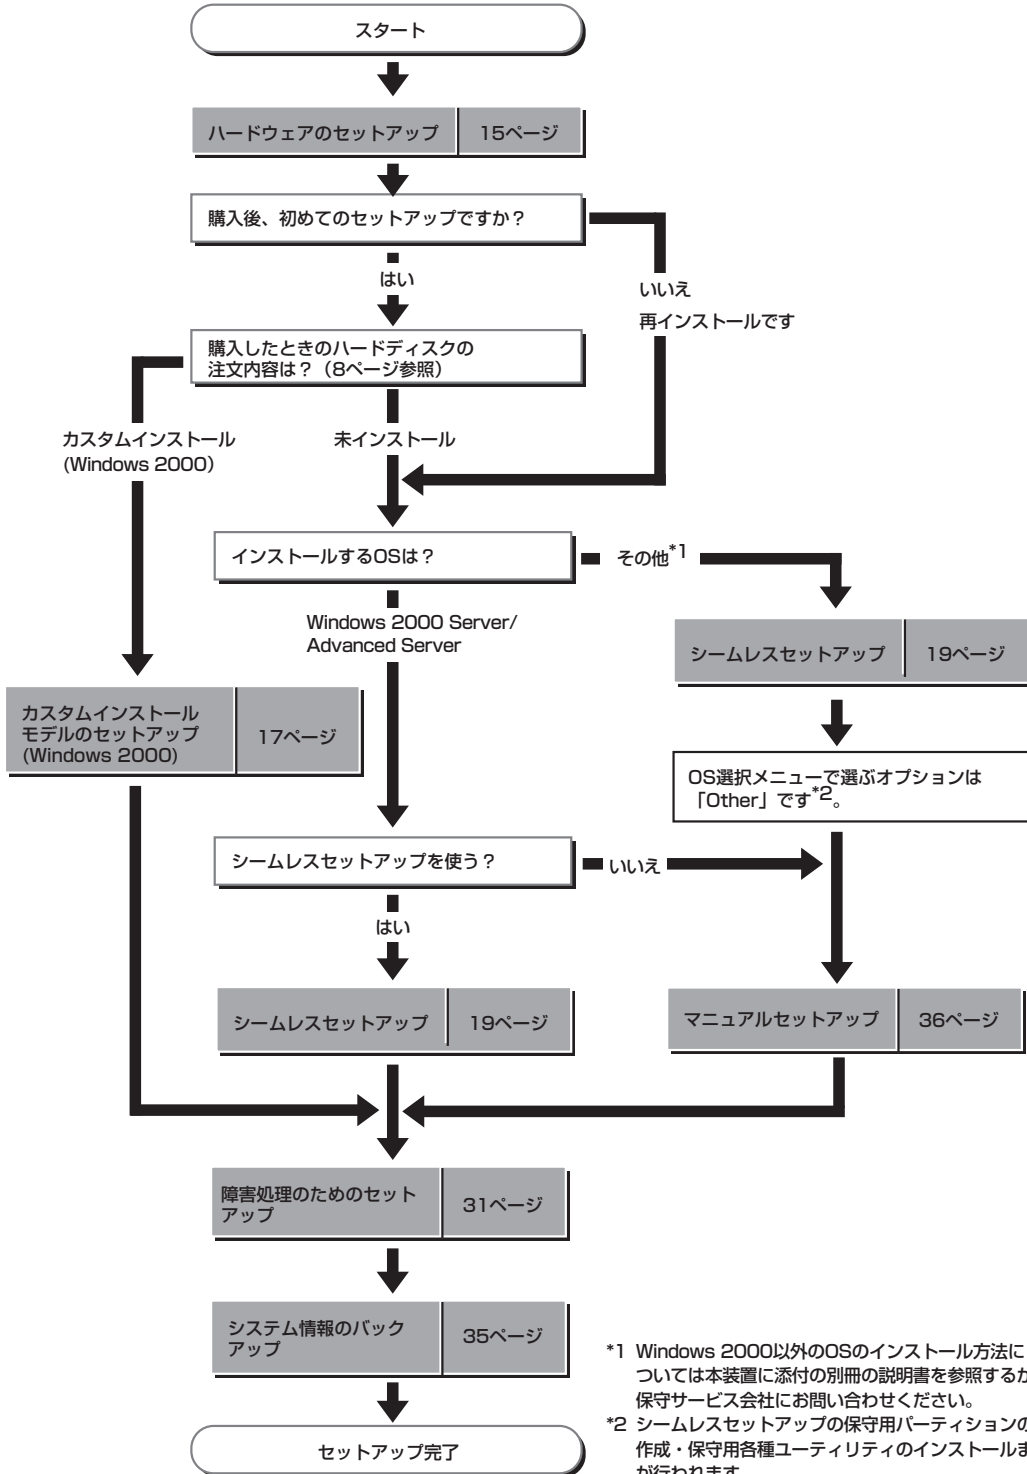 スタート
ハードウェアのセットアップ 15ページ
購入後、初めてのセットアップですか？
はい
いいえ
再インストールです
購入したときのハードディスクの
注文内容は？（8ページ参照）
カスタムインストール
(Windows 2000)
未インストール
インストールするOSは？
その他*1
Windows 2000 Server/
Advanced Server
シームレスセットアップ 19ページ
カスタムインストール
モデルのセットアップ
(Windows 2000)
17ページ
OS選択メニューで選ぶオプションは
「Other」です*2。
シームレスセットアップを使う？
いいえ
はい
シームレスセットアップ 19ページ
マニュアルセットアップ 36ページ
障害処理のためのセット
アップ
31ページ
システム情報のバック
アップ
35ページ
セットアップ完了
*1 Windows 2000以外のOSのインストール方法に
ついては本装置に添付の別冊の説明書を参照するか
保守サービス会社にお問い合わせください。
*2 シームレスセットアップの保守用パーティションの
作成・保守用各種ユーティリティのインストールま
が行われます